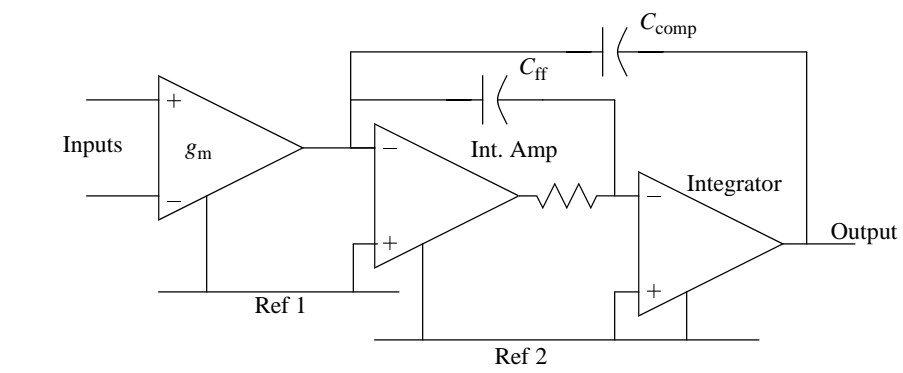 C_comp
C_ff
+
Inputs
g_m
−
Int. Amp
−
Integrator
−
Output
+
+
Ref 1
Ref 2